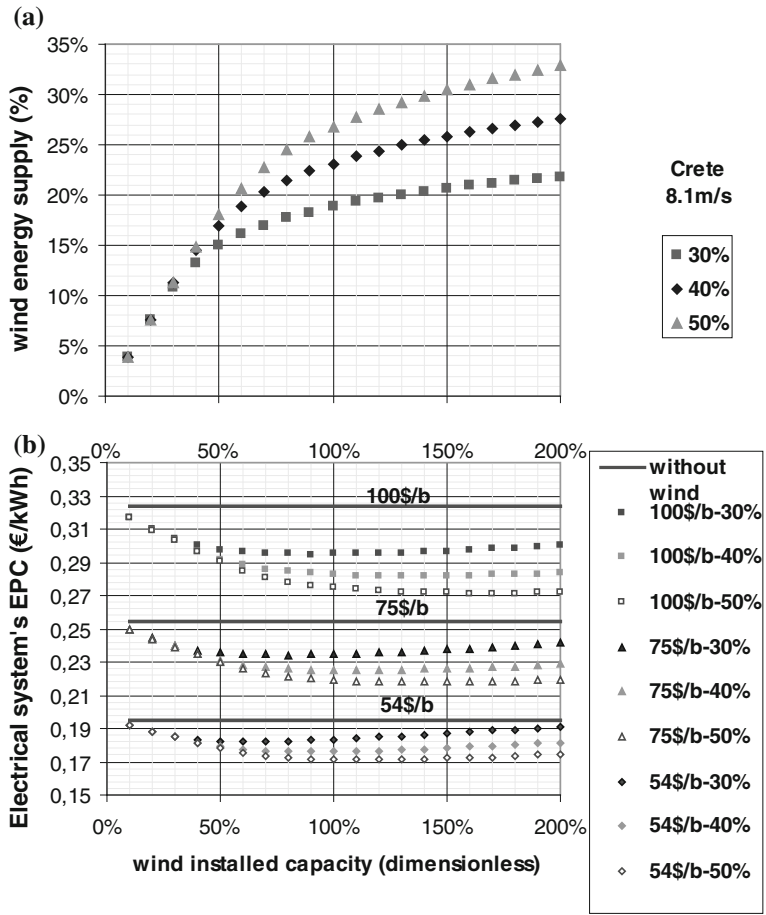 (a)
35%
30%
25%
20%
15%
10%
5%
0%
wind energy supply (%)
Crete
8.1m/s
30%
40%
50%
(b)
0% 50% 100% 150% 200%
0,35
0,33
0,31
0,29
0,27
0,25
0,23
0,21
0,19
0,17
0,15
Electrical system's EPC (€/kWh)
100$/b
75$/b
54$/b
0% 50% 100% 150% 200%
wind installed capacity (dimensionless)
without
wind
100$/b-30%
100$/b-40%
100$/b-50%
75$/b-30%
75$/b-40%
75$/b-50%
54$/b-30%
54$/b-40%
54$/b-50%